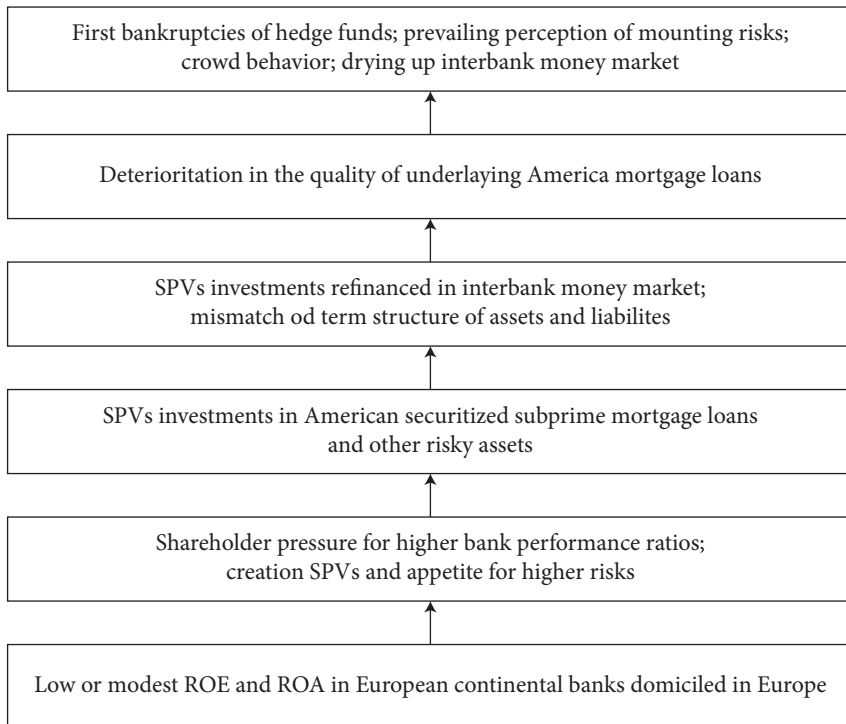 First bankruptcies of hedge funds; prevailing perception of mounting risks;
crowd behavior; drying up interbank money market
Deterioritation in the quality of underlaying America mortgage loans
SPVs investments refinanced in interbank money market;
mismatch od term structure of assets and liabilites
SPVs investments in American securitized subprime mortgage loans
and other risky assets
Shareholder pressure for higher bank performance ratios;
creation SPVs and appetite for higher risks
Low or modest ROE and ROA in European continental banks domiciled in Europe